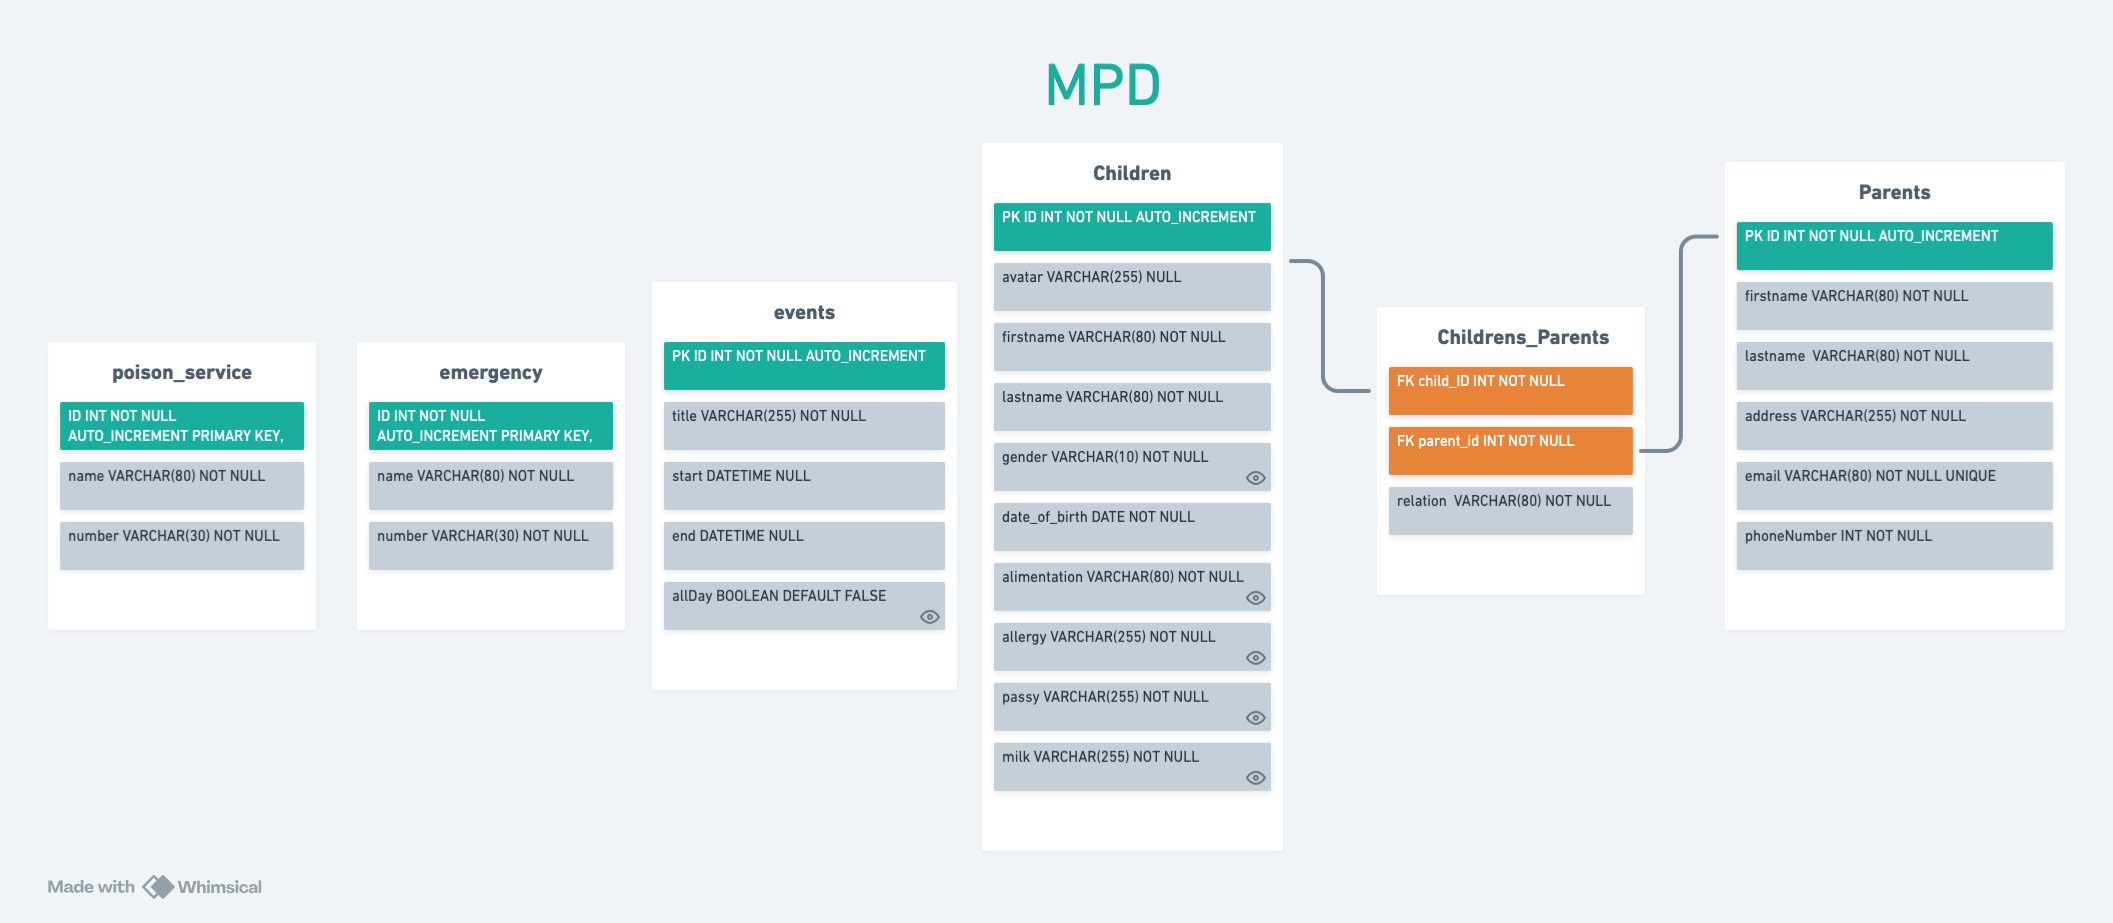 MPD
poison_service
ID INT NOT NULL
AUTO_INCREMENT PRIMARY KEY,
name VARCHAR(80) NOT NULL
number VARCHAR(30) NOT NULL
emergency
ID INT NOT NULL
AUTO_INCREMENT PRIMARY KEY,
name VARCHAR(80) NOT NULL
number VARCHAR(30) NOT NULL
events
PK ID INT NOT NULL AUTO_INCREMENT
title VARCHAR(255) NOT NULL
start DATETIME NULL
end DATETIME NULL
allDay BOOLEAN DEFAULT FALSE
Children
PK ID INT NOT NULL AUTO_INCREMENT
avatar VARCHAR(255) NULL
firstname VARCHAR(80) NOT NULL
lastname VARCHAR(80) NOT NULL
gender VARCHAR(10) NOT NULL
date_of_birth DATE NOT NULL
alimentation VARCHAR(80) NOT NULL
allergy VARCHAR(255) NOT NULL
passy VARCHAR(255) NOT NULL
milk VARCHAR(255) NOT NULL
Childrens_Parents
FK child_ID INT NOT NULL
FK parent_id INT NOT NULL
relation  VARCHAR(80) NOT NULL
Parents
PK ID INT NOT NULL AUTO_INCREMENT
firstname VARCHAR(80) NOT NULL
lastname  VARCHAR(80) NOT NULL
address VARCHAR(255) NOT NULL
email VARCHAR(80) NOT NULL UNIQUE
phoneNumber INT NOT NULL
Made with Whimsical